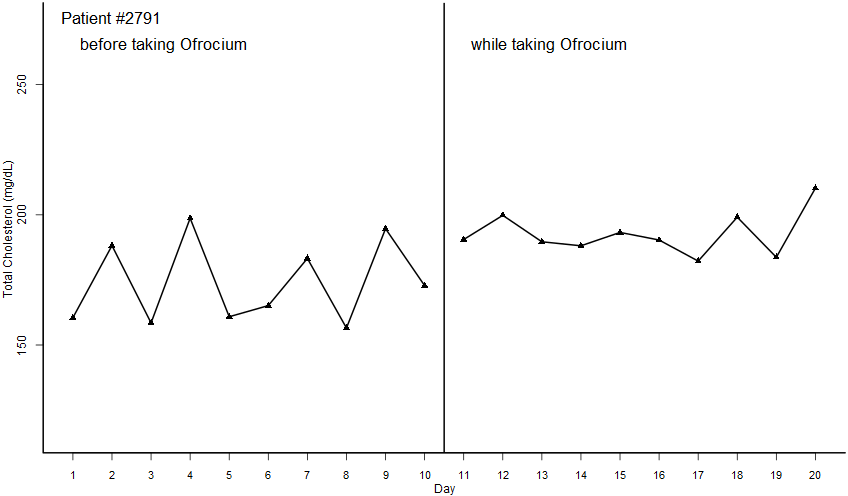 Patient #2791
before taking Ofrocium
while taking Ofrocium
Total Cholesterol (mg/dL)
250
200
150
1 2 3 4 5 6 7 8 9 10 11 12 13 14 15 16 17 18 19 20
Day